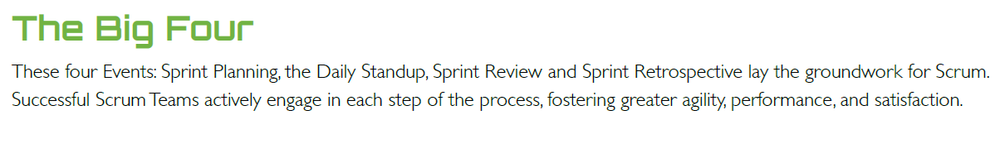 The Big Four
These four Events: Sprint Planning, the Daily Standup, Sprint Review and Sprint Retrospective lay the groundwork for Scrum.
Successful Scrum Teams actively engage in each step of the process, fostering greater agility, performance, and satisfaction.